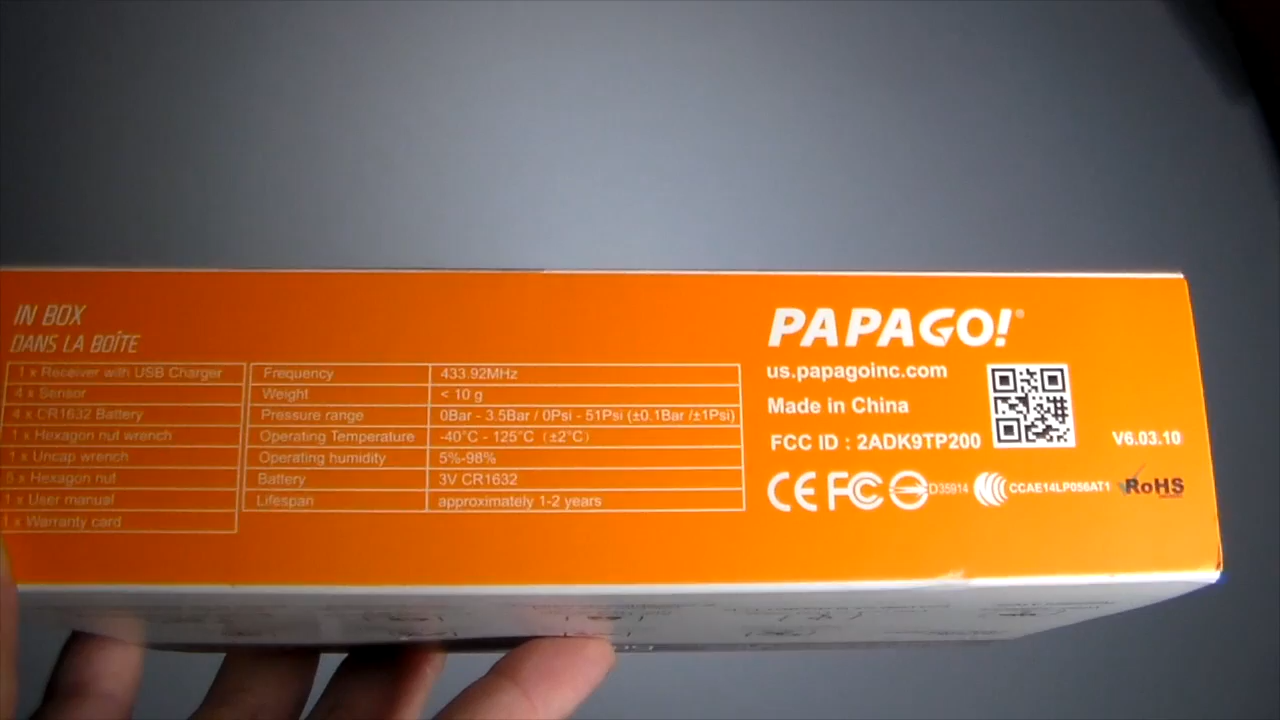 IN BOX
DANS LA BOÎTE
1 x Receiver with USB Charger
4 x Sensor
4 x CR1632 Battery
1 x Hexagon nut wrench
1 x Uncap wrench
5 x Hexagon nut
1 x User manual
1 x Warranty card
Frequency 433.92MHz
Weight < 10 g
Pressure range 0Bar - 3.5Bar / 0Psi - 51Psi (±0.1Bar /±1Psi)
Operating Temperature -40°C - 125°C (±2°C)
Operating humidity 5%-98%
Battery 3V CR1632
Lifespan approximately 1-2 years
PAPAGO!®
us.papagoinc.com
Made in China
FCC ID : 2ADK9TP200
V6.03.10
CE FC D35914 CCAE14LP056AT1 RoHS